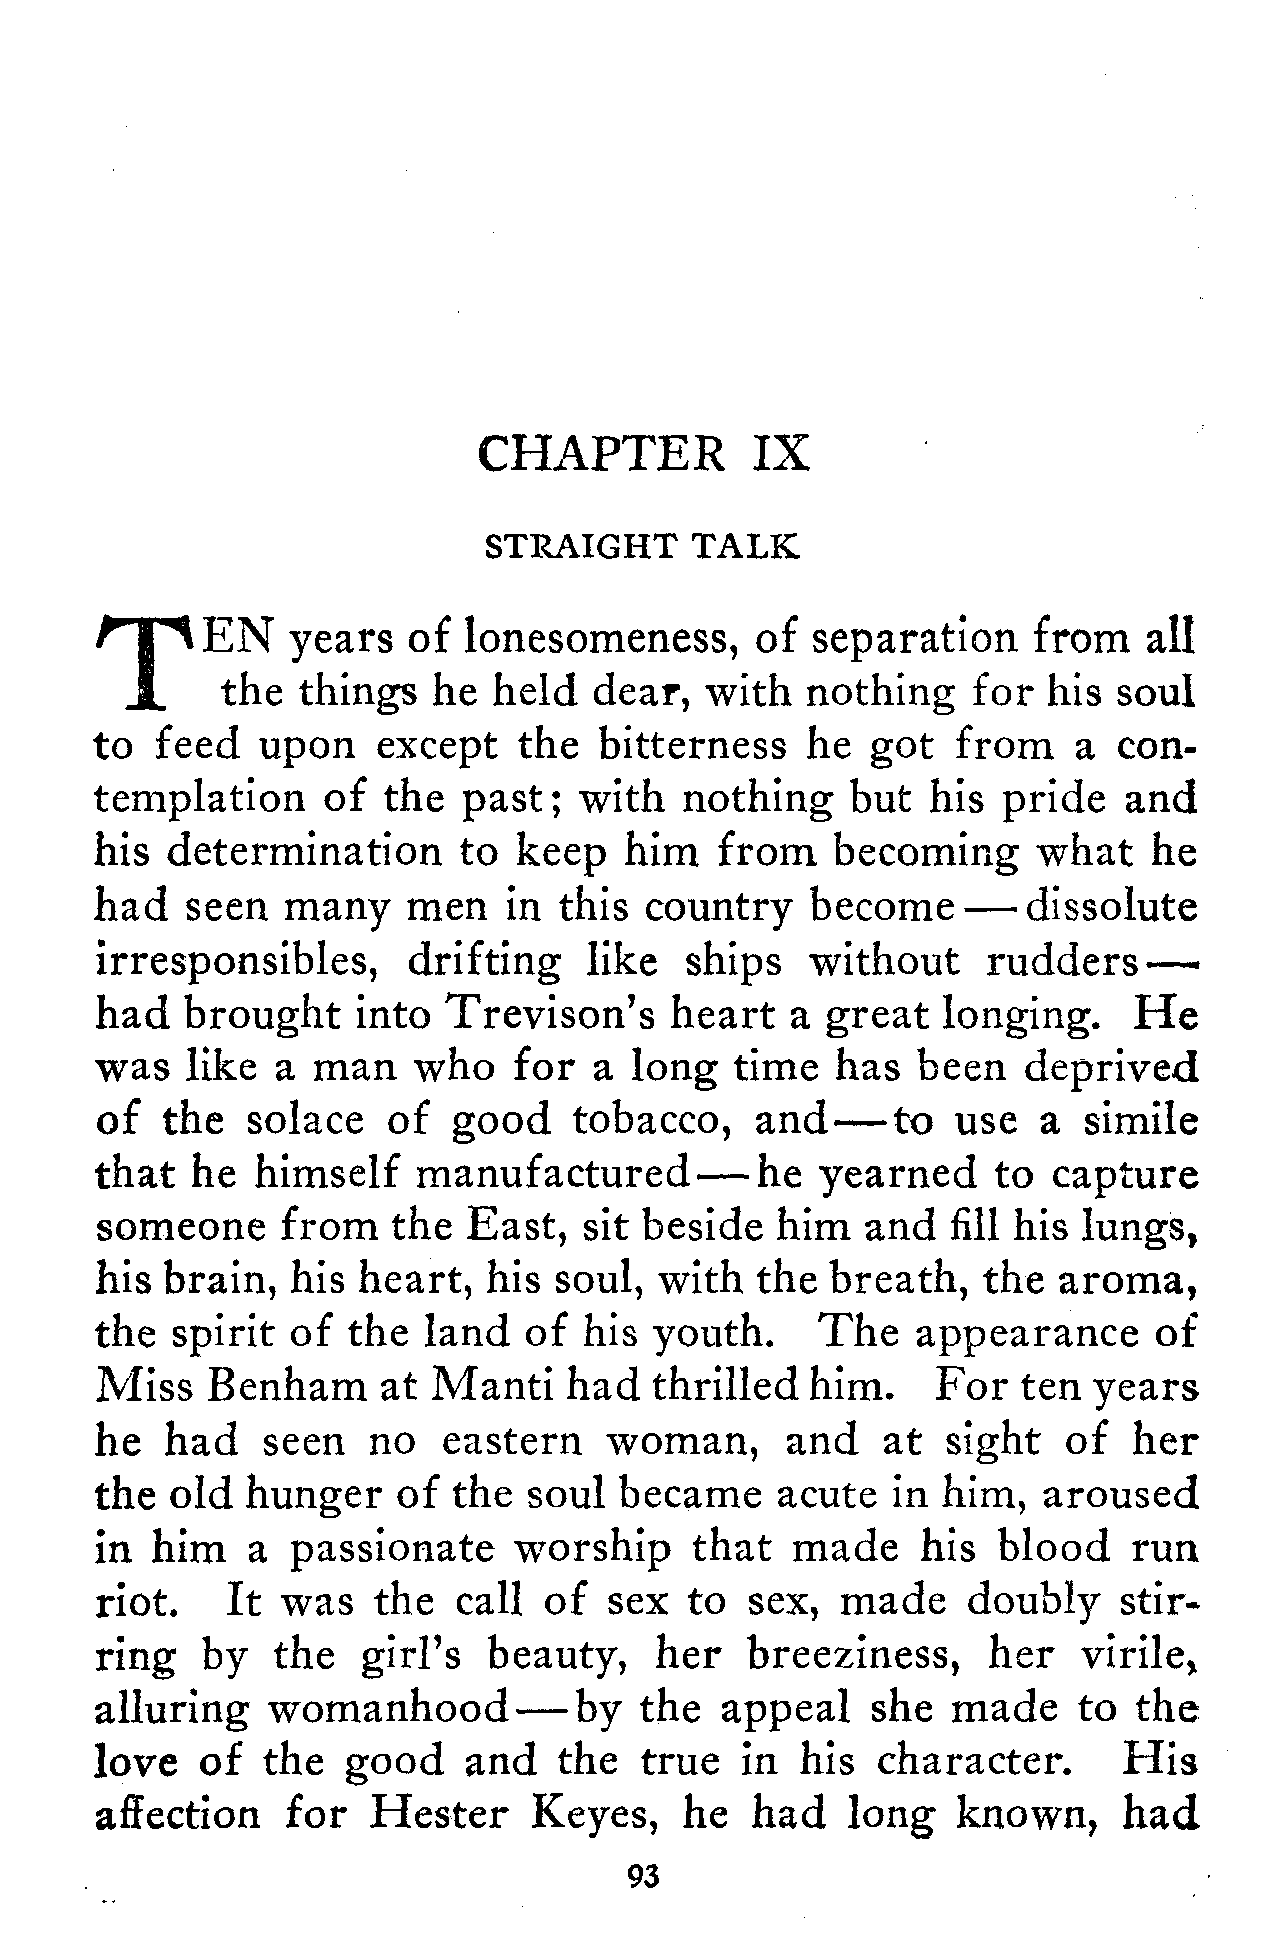 CHAPTER IX
STRAIGHT TALK
TEN years of lonesomeness, of separation from all
the things he held dear, with nothing for his soul
to feed upon except the bitterness he got from a con-
templation of the past; with nothing but his pride and
his determination to keep him from becoming what he
had seen many men in this country become — dissolute
irresponsibles, drifting like ships without rudders —
had brought into Trevison's heart a great longing. He
was like a man who for a long time has been deprived
of the solace of good tobacco, and — to use a simile
that he himself manufactured — he yearned to capture
someone from the East, sit beside him and fill his lungs,
his brain, his heart, his soul, with the breath, the aroma,
the spirit of the land of his youth. The appearance of
Miss Benham at Manti had thrilled him. For ten years
he had seen no eastern woman, and at sight of her
the old hunger of the soul became acute in him, aroused
in him a passionate worship that made his blood run
riot. It was the call of sex to sex, made doubly stir-
ring by the girl's beauty, her breeziness, her virile,
alluring womanhood — by the appeal she made to the
love of the good and the true in his character. His
affection for Hester Keyes, he had long known, had
93